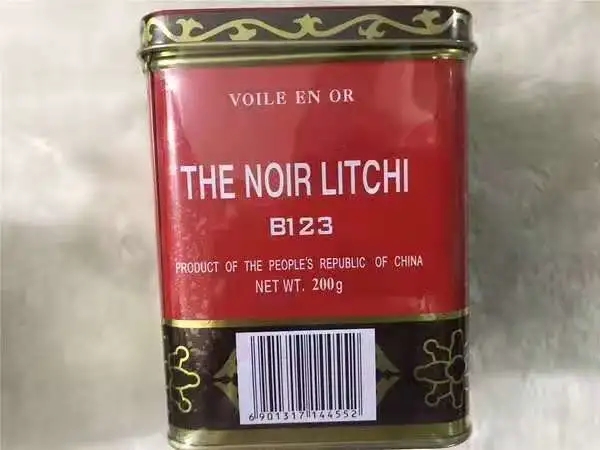 VOILE EN OR
THE NOIR LITCHI
B123
PRODUCT OF THE PEOPLE'S REPUBLIC OF CHINA
NET WT. 200g
6901317144552